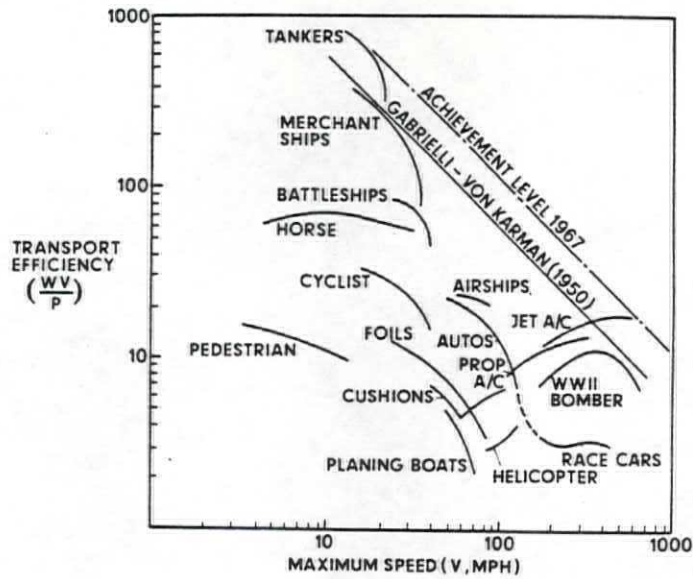 1000
TANKERS
ACHIEVEMENT LEVEL 1967
GABRIELLI - VON KARMAN (1950)
MERCHANT
SHIPS
100
BATTLESHIPS
HORSE
TRANSPORT
EFFICIENCY
(WV/P)
CYCLIST
AIRSHIPS
JET A/C
FOILS
AUTOS
PEDESTRIAN
PROP
A/C
10
WWII
BOMBER
CUSHIONS
PLANING BOATS
RACE CARS
HELICOPTER
10
100
1000
MAXIMUM SPEED (V, MPH)